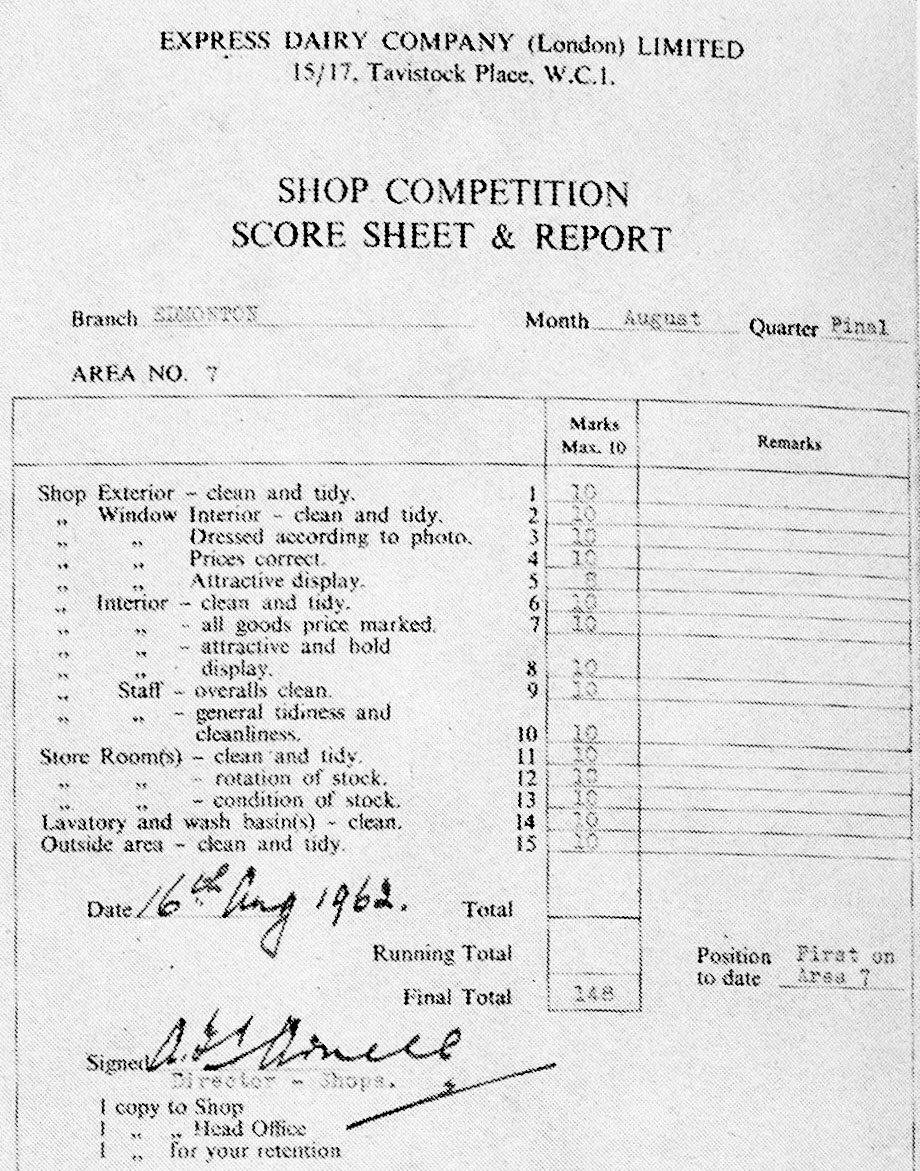 EXPRESS DAIRY COMPANY (London) LIMITED
15/17, Tavistock Place, W.C.1.
SHOP COMPETITION
SCORE SHEET & REPORT
Branch EDMONTON Month August Quarter Final
AREA NO. 7
Marks Max. 10 Remarks
Shop Exterior – clean and tidy. 1 10
„ Window Interior – clean and tidy. 2 10
„ „ Dressed according to photo. 3 10
„ „ Prices correct. 4 10
„ „ Attractive display. 5 8
„ Interior – clean and tidy. 6 10
„ „ – all goods price marked. 7 10
„ „ – attractive and bold
„ „ display. 8 10
„ Staff – overalls clean. 9 10
„ „ – general tidiness and
cleanliness. 10 10
Store Room(s) – clean and tidy. 11 10
„ „ – rotation of stock. 12 10
„ „ – condition of stock. 13 10
Lavatory and wash basin(s) – clean. 14 10
Outside area – clean and tidy. 15 10
Date 16th Aug 1962. Total
Running Total Position First on
to date Area 7
Final Total 148
Signed
Director – Shops.
1 copy to Shop
1 „ „ Head Office
1 „ for your retention